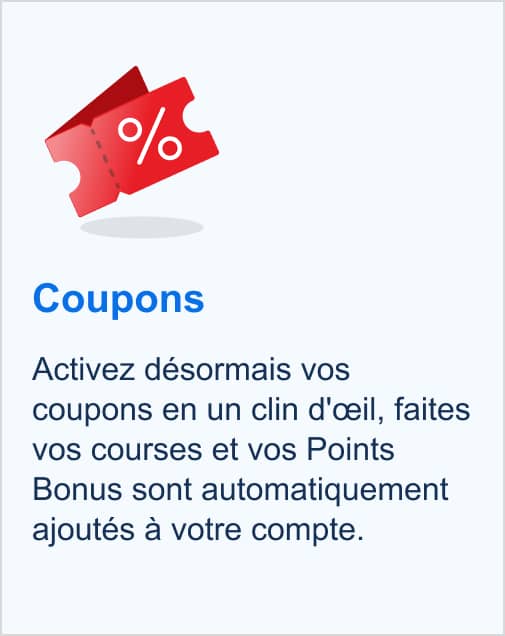 %
Coupons
Activez désormais vos
coupons en un clin d'œil, faites
vos courses et vos Points
Bonus sont automatiquement
ajoutés à votre compte.